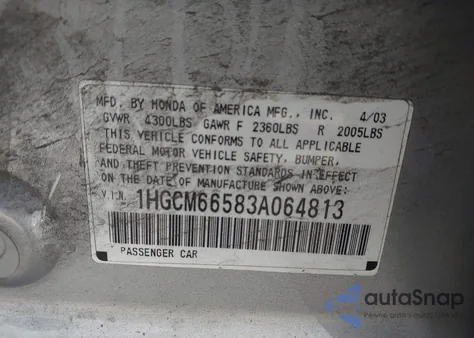 MFD. BY HONDA OF AMERICA MFG., INC. 4/03
GVWR 4300LBS GAWR F 2360LBS R 2005LBS
THIS VEHICLE CONFORMS TO ALL APPLICABLE
FEDERAL MOTOR VEHICLE SAFETY, BUMPER,
AND THEFT PREVENTION STANDARDS IN EFFECT
ON THE DATE OF MANUFACTURE SHOWN ABOVE:
V.I.N. 1HGCM66583A064813
PASSENGER CAR
autoSnap